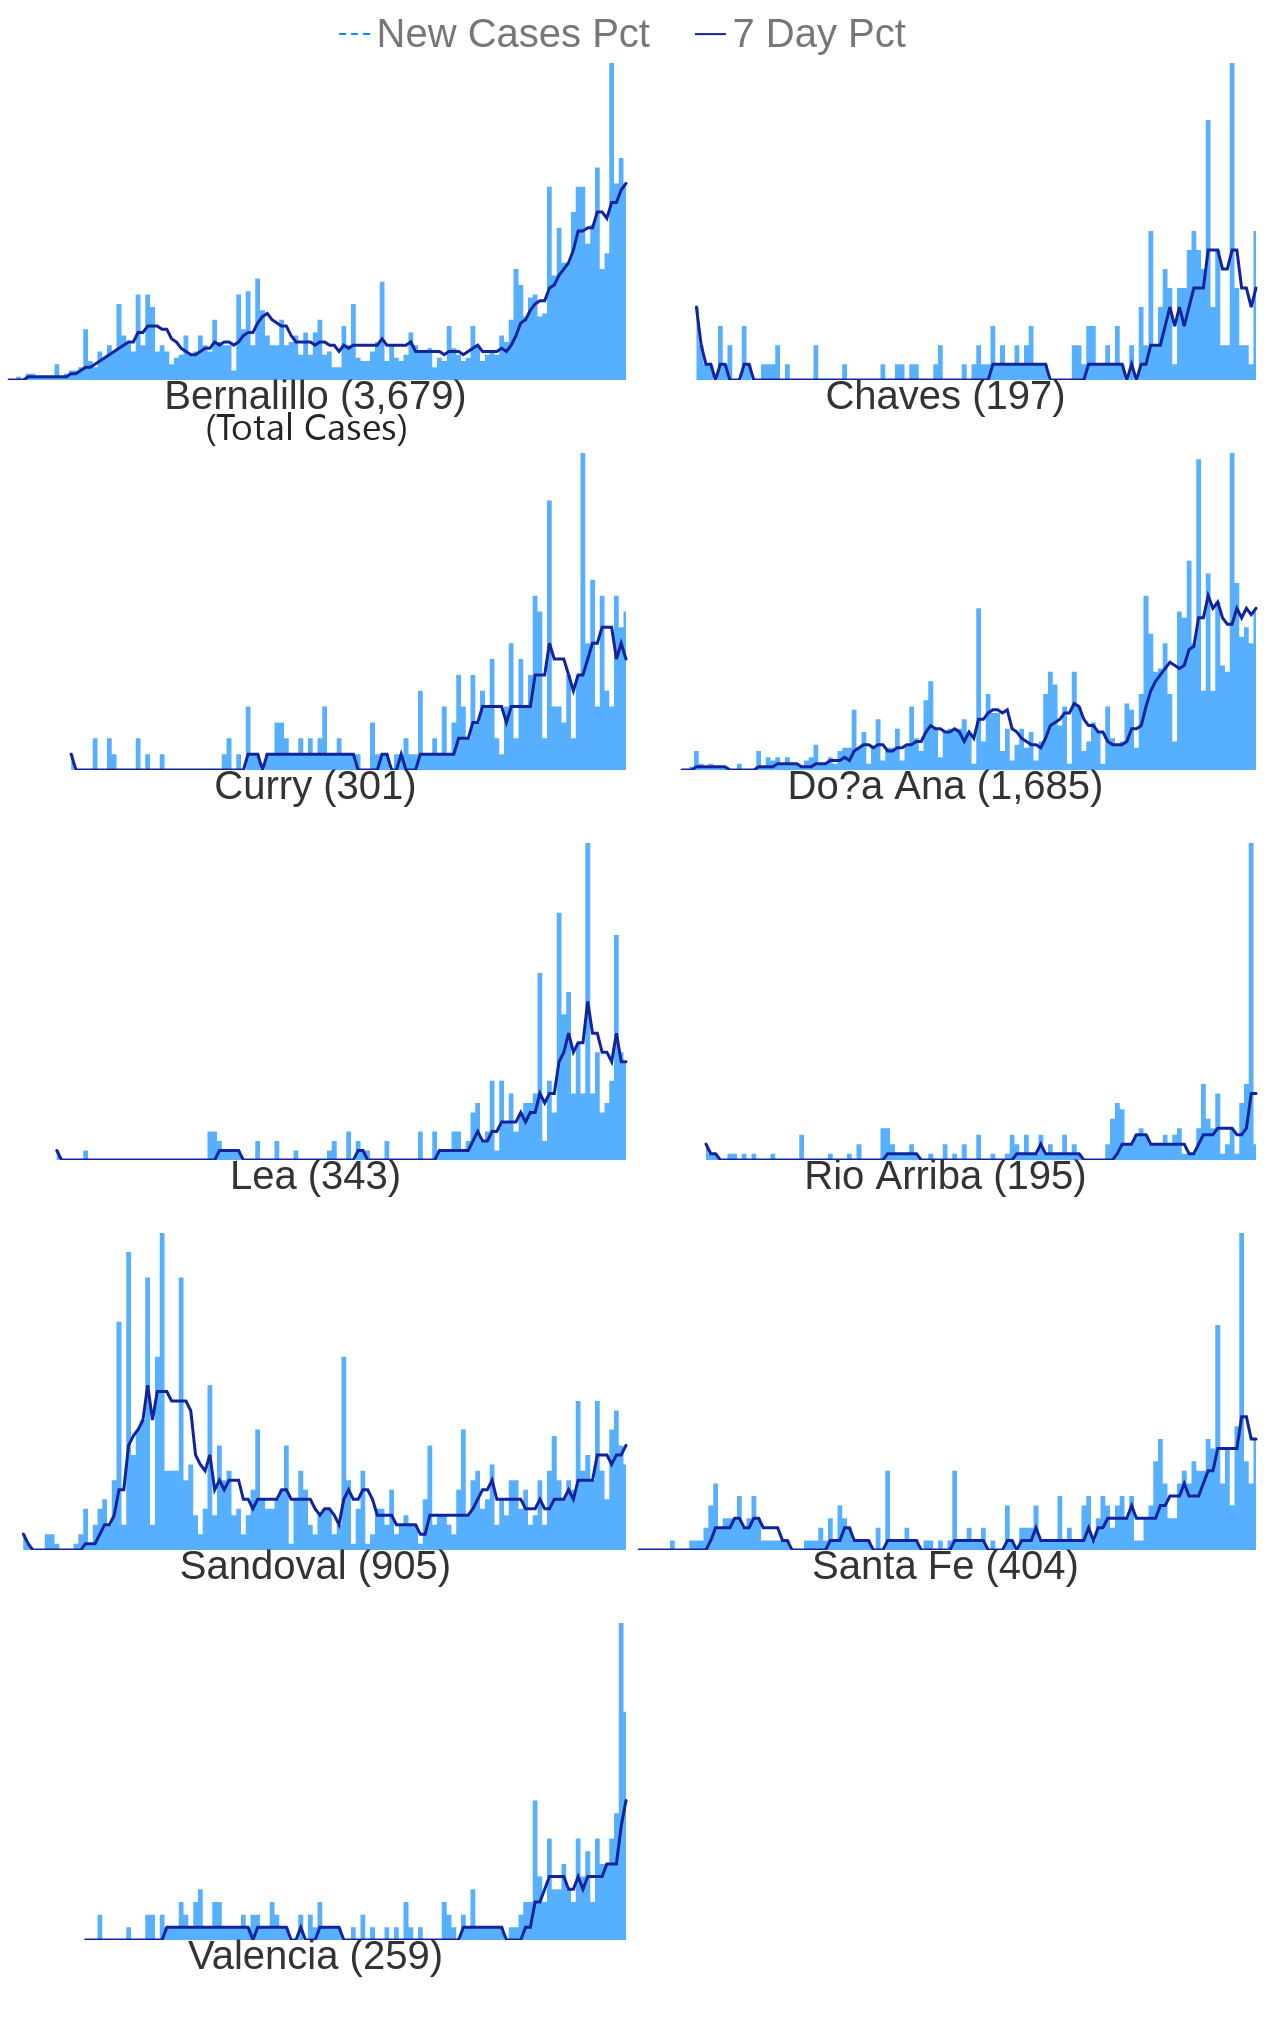 New Cases Pct 7 Day Pct
Bernalillo (3,679)
(Total Cases)
Chaves (197)
Curry (301)
Do?a Ana (1,685)
Lea (343)
Rio Arriba (195)
Sandoval (905)
Santa Fe (404)
Valencia (259)